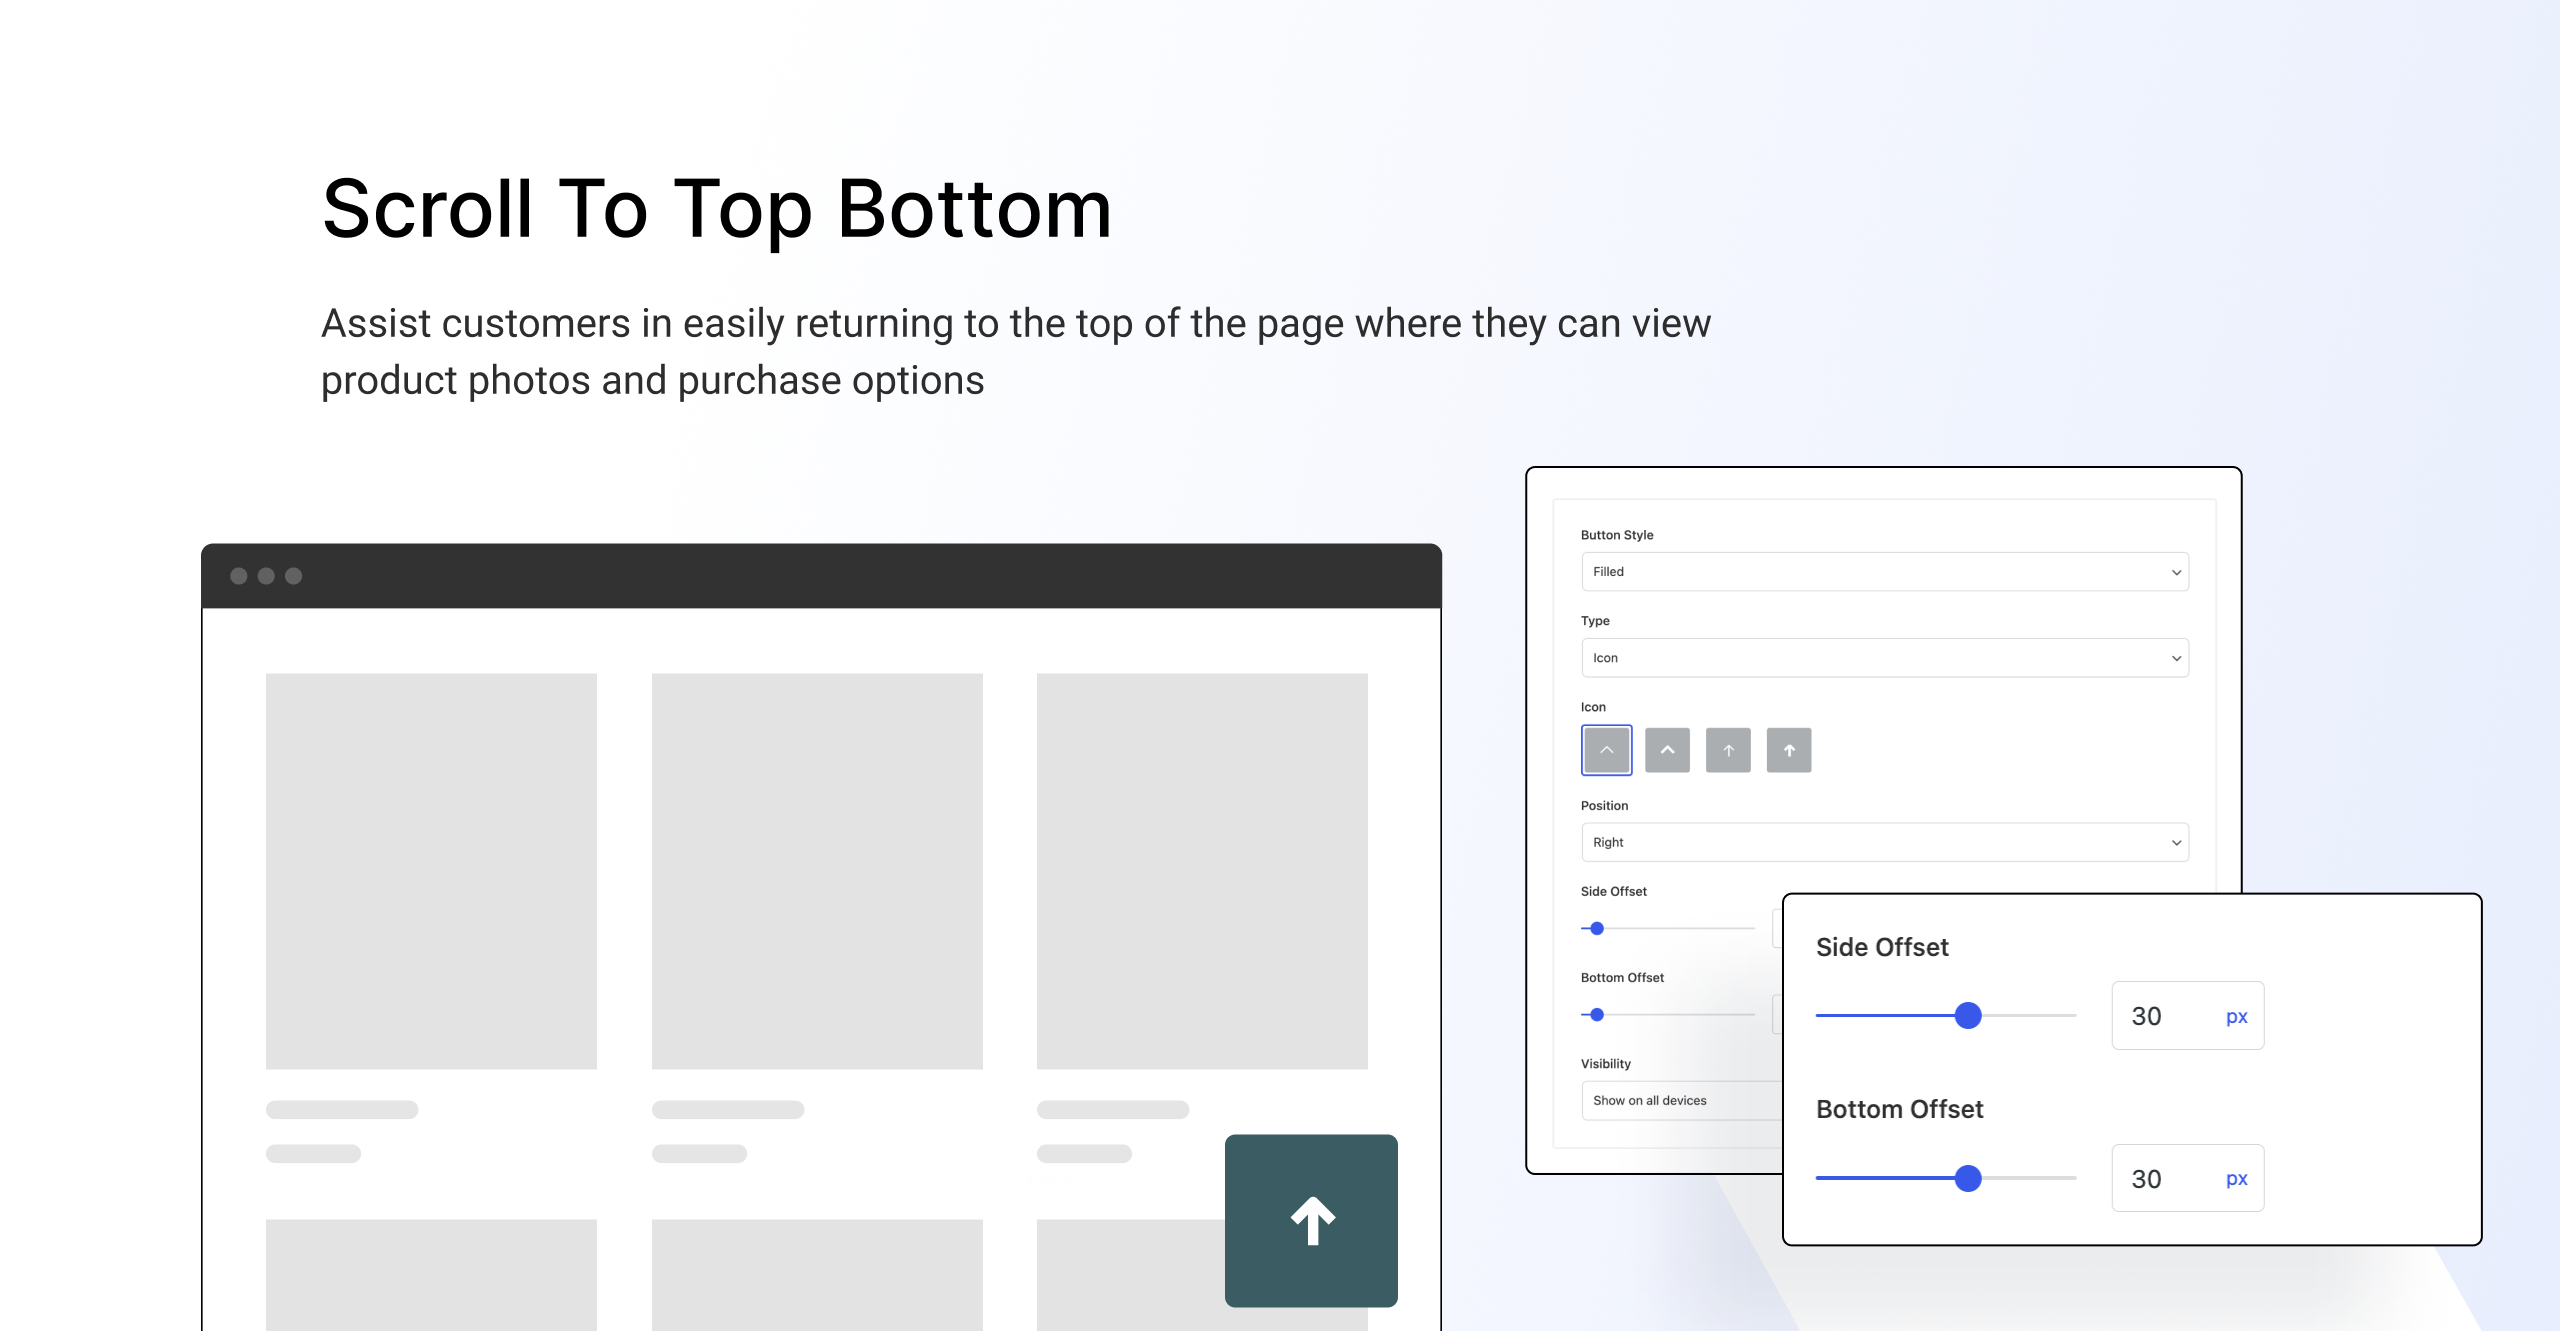 Scroll To Top Bottom
Assist customers in easily returning to the top of the page where they can view
product photos and purchase options
Button Style
Filled
Type
Icon
Icon
Position
Right
Side Offset
Bottom Offset
Visibility
Show on all devices
Side Offset
30 px
Bottom Offset
30 px